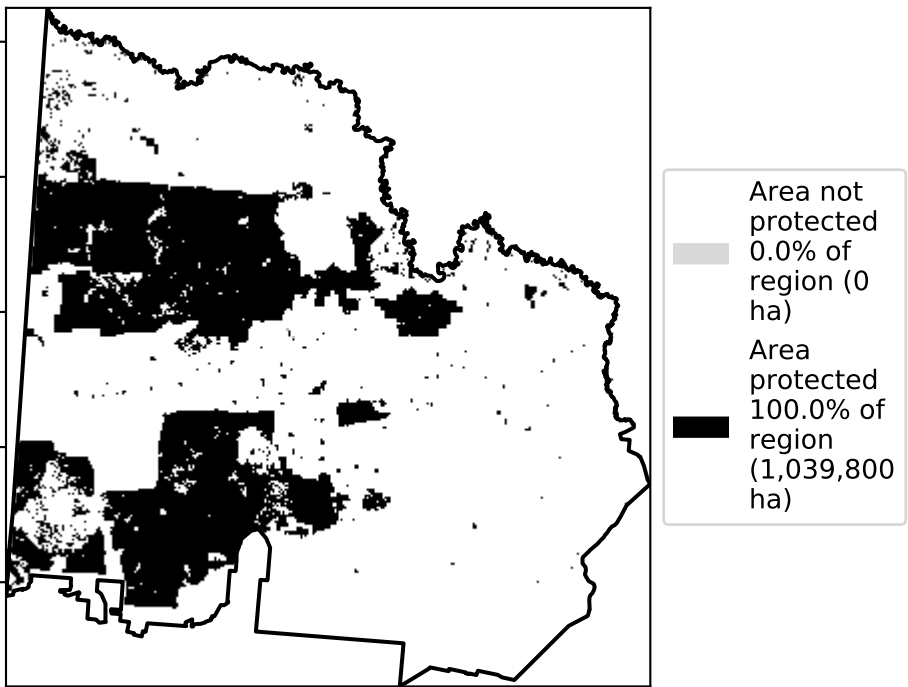 Area not
protected
0.0% of
region (0
ha)
Area
protected
100.0% of
region
(1,039,800
ha)